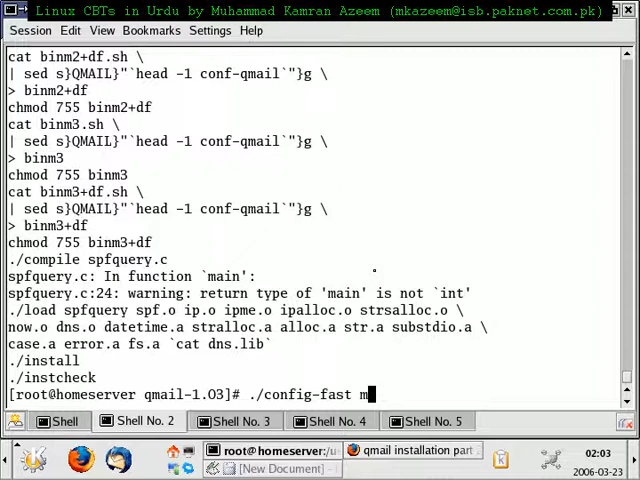 Linux CBTs in Urdu by Muhammad Kamran Azeem (mkazeem@isb.paknet.com.pk)
Session Edit View Bookmarks Settings Help
cat binm2+df.sh \
| sed s}QMAIL}"`head -1 conf-qmail`"}g \
> binm2+df
chmod 755 binm2+df
cat binm3.sh \
| sed s}QMAIL}"`head -1 conf-qmail`"}g \
> binm3
chmod 755 binm3
cat binm3+df.sh \
| sed s}QMAIL}"`head -1 conf-qmail`"}g \
> binm3+df
chmod 755 binm3+df
./compile spfquery.c
spfquery.c: In function `main':
spfquery.c:24: warning: return type of 'main' is not `int'
./load spfquery spf.o ip.o ipme.o ipalloc.o strsalloc.o \
now.o dns.o datetime.a stralloc.a alloc.a str.a substdio.a \
case.a error.a fs.a `cat dns.lib`
./install
./instcheck
[root@homeserver qmail-1.03]# ./config-fast m
Shell Shell No. 2 Shell No. 3 Shell No. 4 Shell No. 5
root@homeserver:/us qmail installation part 02:03
[New Document] 2006-03-23